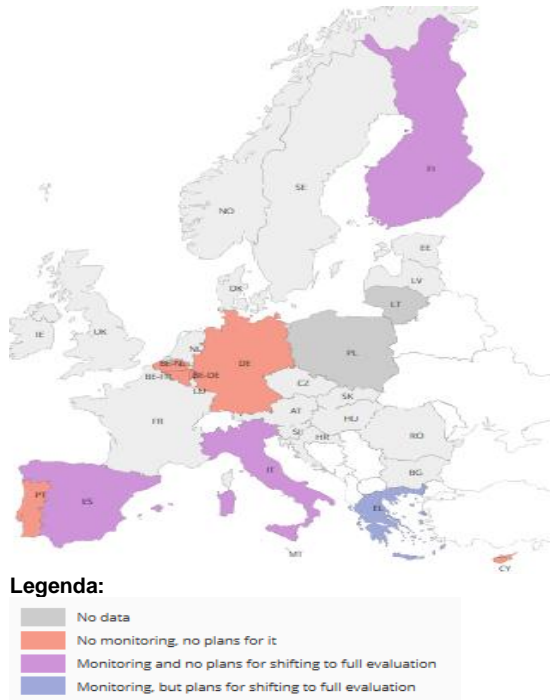 FI
NO
SE
EE
LV
DK
LT
IE
UK
NL
BE-NL
DE
PL
BE-FR
BE-DE
LU
CZ
SK
FR
AT
HU
SI
HR
RO
IT
BG
PT
ES
EL
MT
CY
Legenda:
No data
No monitoring, no plans for it
Monitoring and no plans for shifting to full evaluation
Monitoring, but plans for shifting to full evaluation